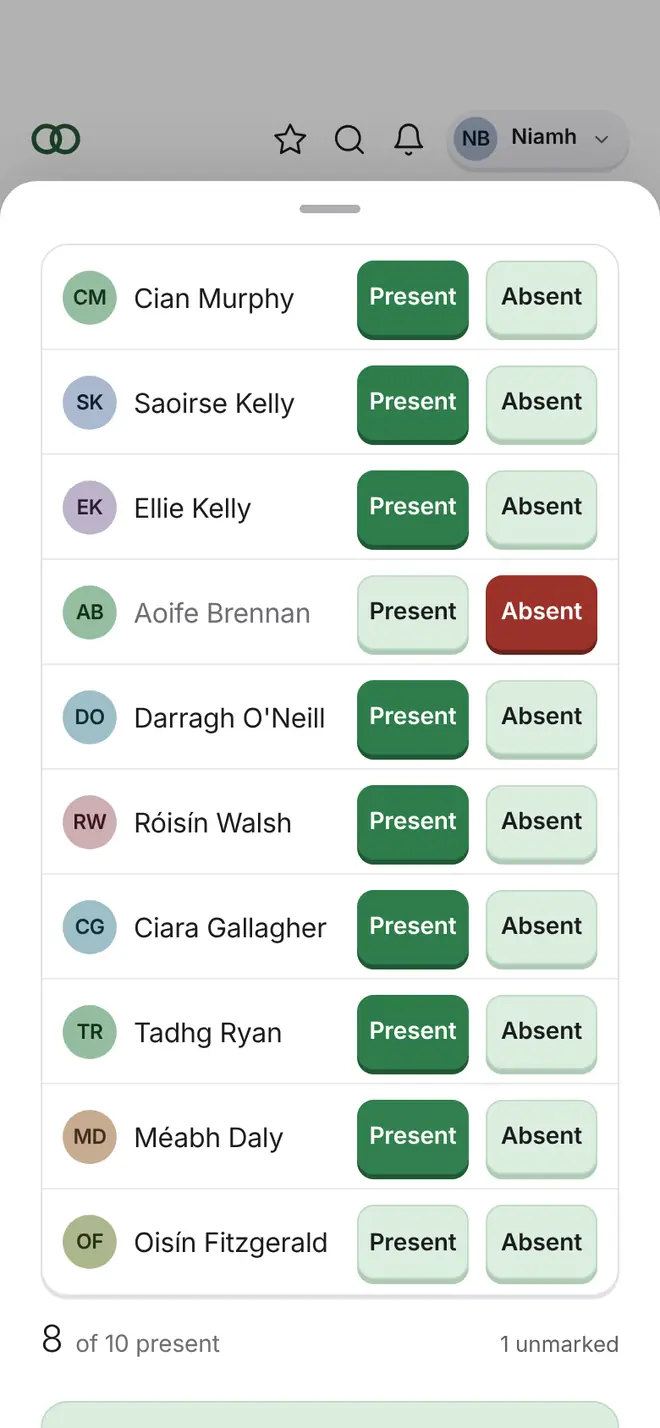 NB Niamh
CM Cian Murphy Present Absent
SK Saoirse Kelly Present Absent
EK Ellie Kelly Present Absent
AB Aoife Brennan Present Absent
DO Darragh O'Neill Present Absent
RW Róisín Walsh Present Absent
CG Ciara Gallagher Present Absent
TR Tadhg Ryan Present Absent
MD Méabh Daly Present Absent
OF Oisín Fitzgerald Present Absent
8 of 10 present 1 unmarked